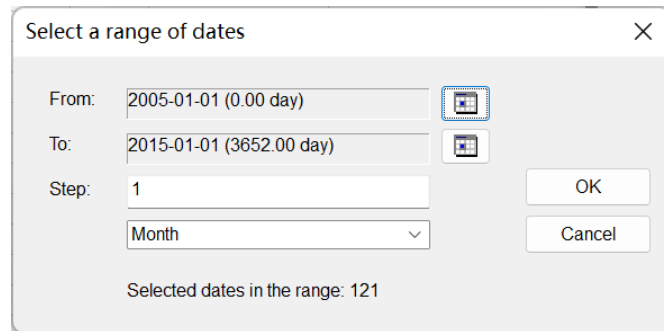 Select a range of dates
From: 2005-01-01 (0.00 day)
To: 2015-01-01 (3652.00 day)
Step: 1
OK
Month
Cancel
Selected dates in the range: 121